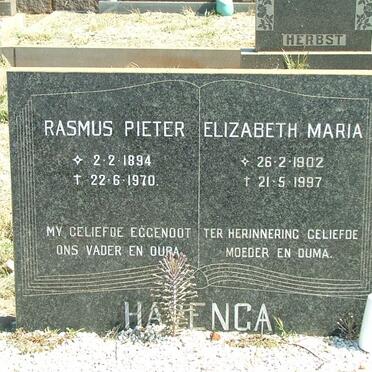 HERBST
RASMUS PIETER
✧ 2-2-1894
† 22-6-1970.
MY GELIEFDE EGGENOOT
ONS VADER EN OUPA.
ELIZABETH MARIA
✧ 26-2-1902
† 21-5-1997
TER HERINNERING GELIEFDE
MOEDER EN OUMA.